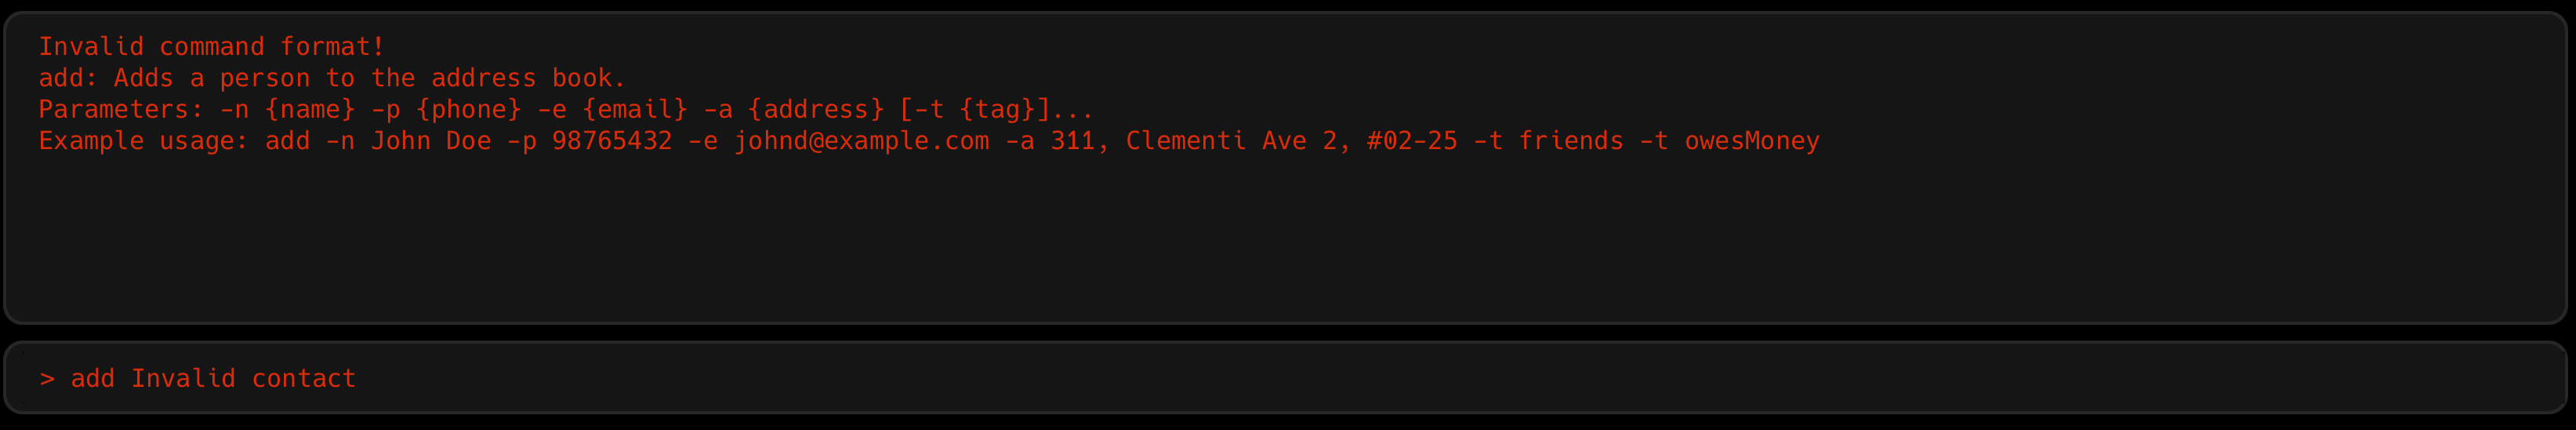 Invalid command format!
add: Adds a person to the address book.
Parameters: -n {name} -p {phone} -e {email} -a {address} [-t {tag}]...
Example usage: add -n John Doe -p 98765432 -e johnd@example.com -a 311, Clementi Ave 2, #02-25 -t friends -t owesMoney
> add Invalid contact